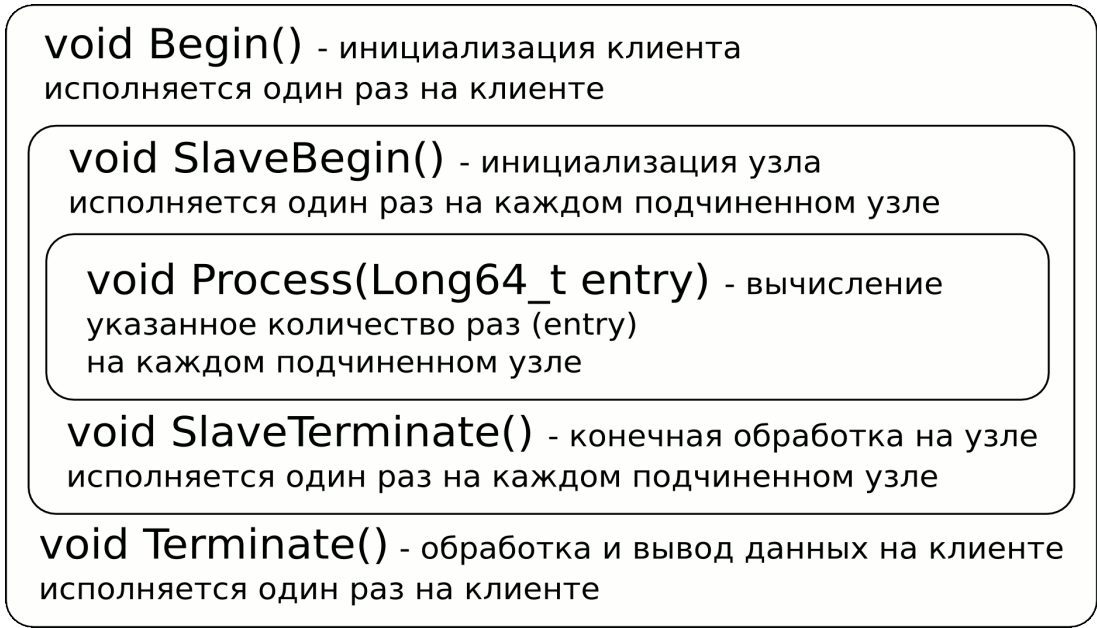 void Begin() - инициализация клиента
исполняется один раз на клиенте
void SlaveBegin() - инициализация узла
исполняется один раз на каждом подчиненном узле
void Process(Long64_t entry) - вычисление
указанное количество раз (entry)
на каждом подчиненном узле
void SlaveTerminate() - конечная обработка на узле
исполняется один раз на каждом подчиненном узле
void Terminate() - обработка и вывод данных на клиенте
исполняется один раз на клиенте